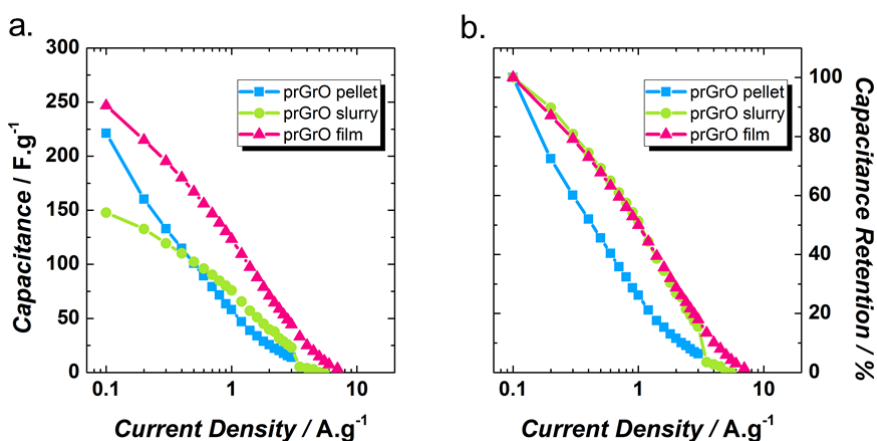 a.
300
250
200
150
100
50
0
Capacitance / F.g⁻¹
prGrO pellet
prGrO slurry
prGrO film
0.1 1 10
Current Density / A.g⁻¹
b.
prGrO pellet
prGrO slurry
prGrO film
100
80
60
40
20
0
Capacitance Retention / %
0.1 1 10
Current Density / A.g⁻¹